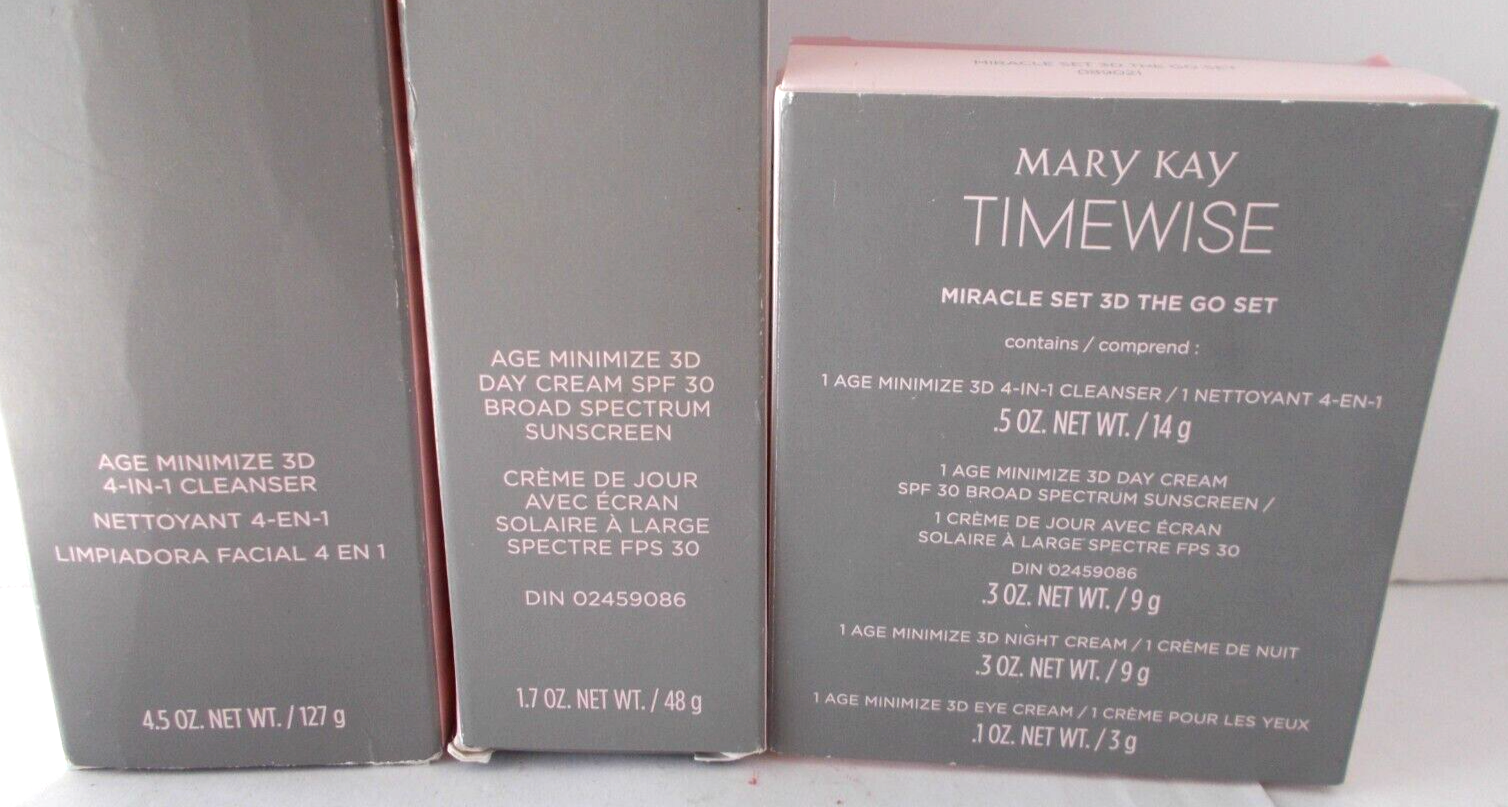 AGE MINIMIZE 3D
4-IN-1 CLEANSER
NETTOYANT 4-EN-1
LIMPIADORA FACIAL 4 EN 1
4.5 OZ. NET WT. / 127 g
AGE MINIMIZE 3D
DAY CREAM SPF 30
BROAD SPECTRUM
SUNSCREEN
CRÈME DE JOUR
AVEC ÉCRAN
SOLAIRE À LARGE
SPECTRE FPS 30
DIN 02459086
1.7 OZ. NET WT. / 48 g
MIRACLE SET 3D THE GO SET
089021
MARY KAY
TIMEWISE
MIRACLE SET 3D THE GO SET
contains / comprend :
1 AGE MINIMIZE 3D 4-IN-1 CLEANSER / 1 NETTOYANT 4-EN-1
.5 OZ. NET WT. / 14 g
1 AGE MINIMIZE 3D DAY CREAM
SPF 30 BROAD SPECTRUM SUNSCREEN /
1 CRÈME DE JOUR AVEC ÉCRAN
SOLAIRE À LARGE SPECTRE FPS 30
DIN 02459086
.3 OZ. NET WT. / 9 g
1 AGE MINIMIZE 3D NIGHT CREAM / 1 CRÈME DE NUIT
.3 OZ. NET WT. / 9 g
1 AGE MINIMIZE 3D EYE CREAM / 1 CRÈME POUR LES YEUX
.1 OZ. NET WT. / 3 g